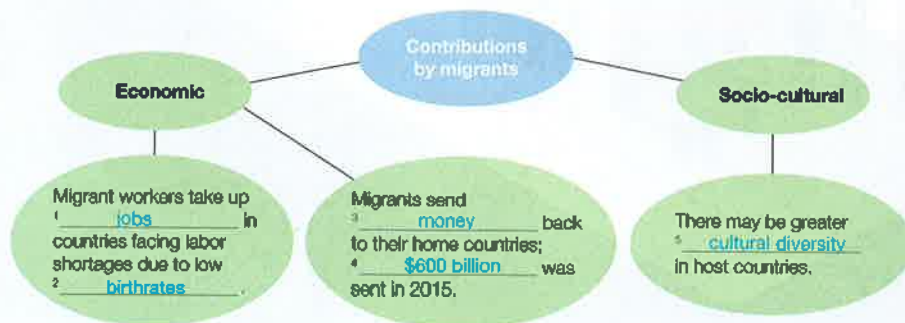 Contributions
by migrants
Economic
Socio-cultural
Migrant workers take up
1 jobs in
countries facing labor
shortages due to low
2 birthrates .
Migrants send
3 money back
to their home countries;
4 $600 billion was
sent in 2015.
There may be greater
5 cultural diversity
in host countries.